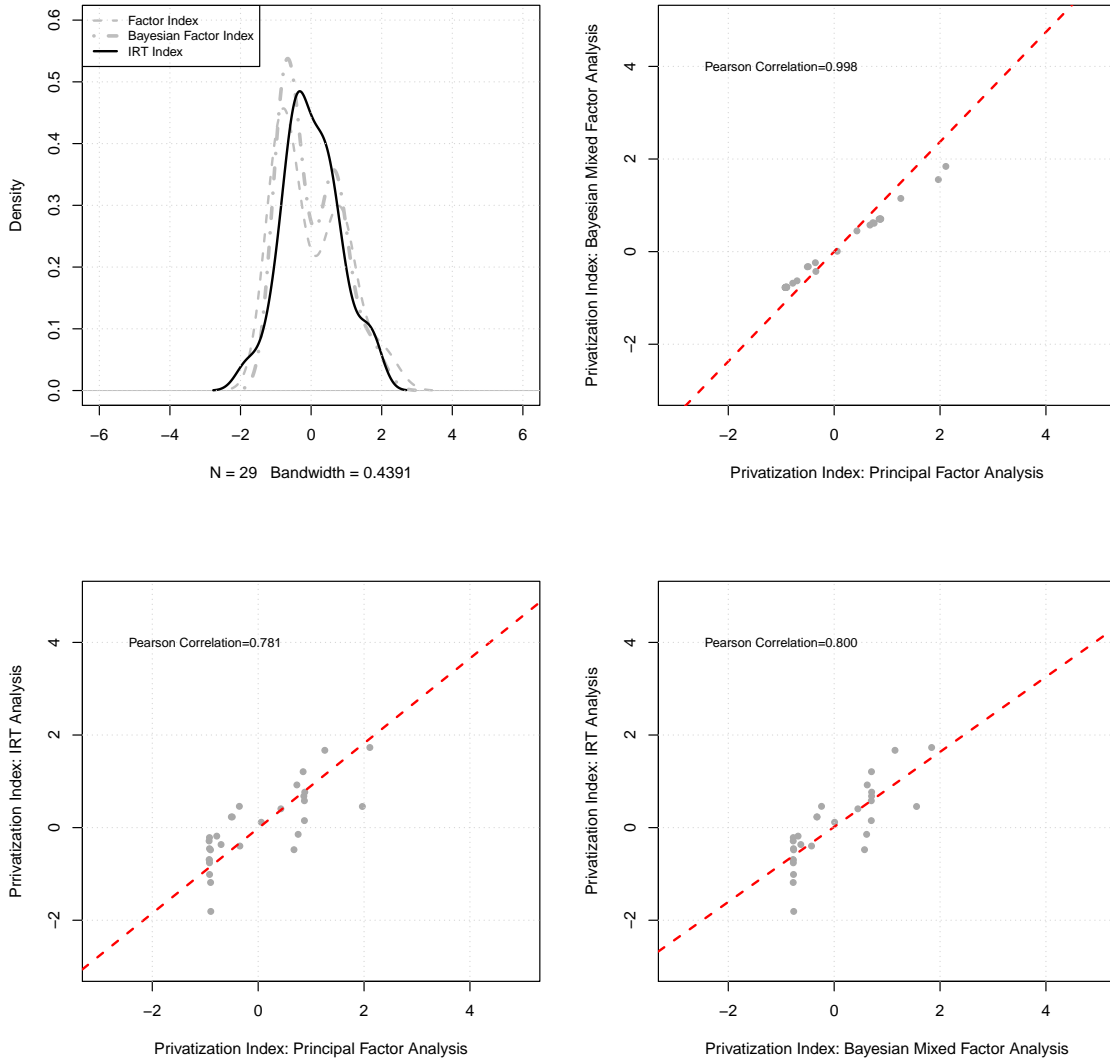 Factor Index
Bayesian Factor Index
IRT Index
0.6
0.5
0.4
0.3
0.2
0.1
0.0
Density
−6 −4 −2 0 2 4 6
N = 29 Bandwidth = 0.4391
Pearson Correlation=0.998
4
2
0
−2
Privatization Index: Bayesian Mixed Factor Analysis
−2 0 2 4
Privatization Index: Principal Factor Analysis
Pearson Correlation=0.781
4
2
0
−2
Prrivatization Index: IRT Analysis
−2 0 2 4
Privatization Index: Principal Factor Analysis
Pearson Correlation=0.800
4
2
0
−2
Privatization Index: IRT Analysis
−2 0 2 4
Privatization Index: Bayesian Mixed Factor Analysis